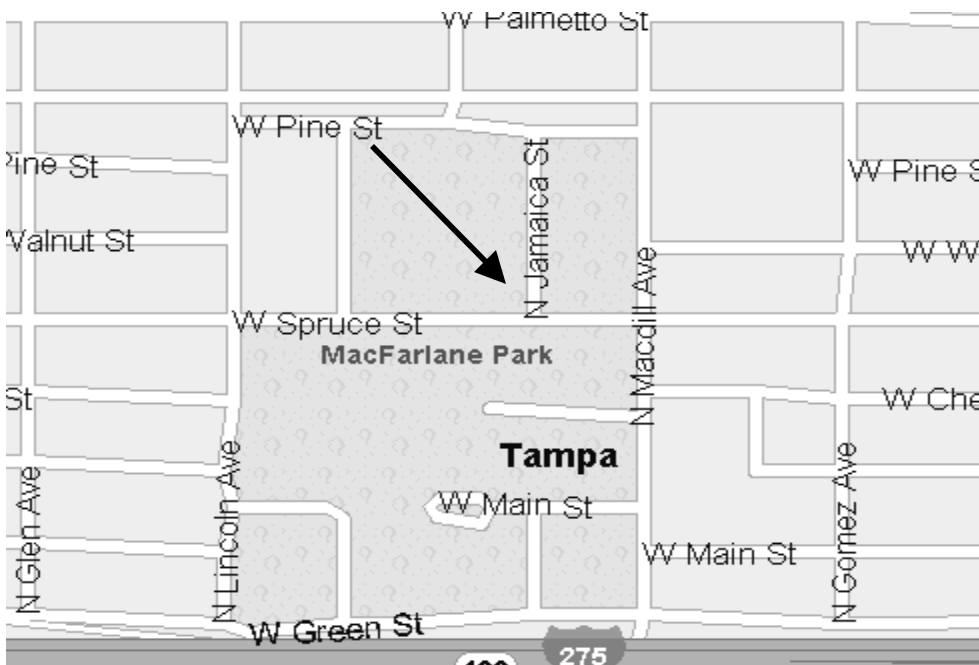 W Palmetto St
W Pine St
Pine St
W Pine S
N Jamaica St
Walnut St
W W
N Macdill Ave
W Spruce St
MacFarlane Park
St
W Che
Tampa
N Glen Ave
N Lincoln Ave
W Main St
N Gomez Ave
W Main St
W Green St
275